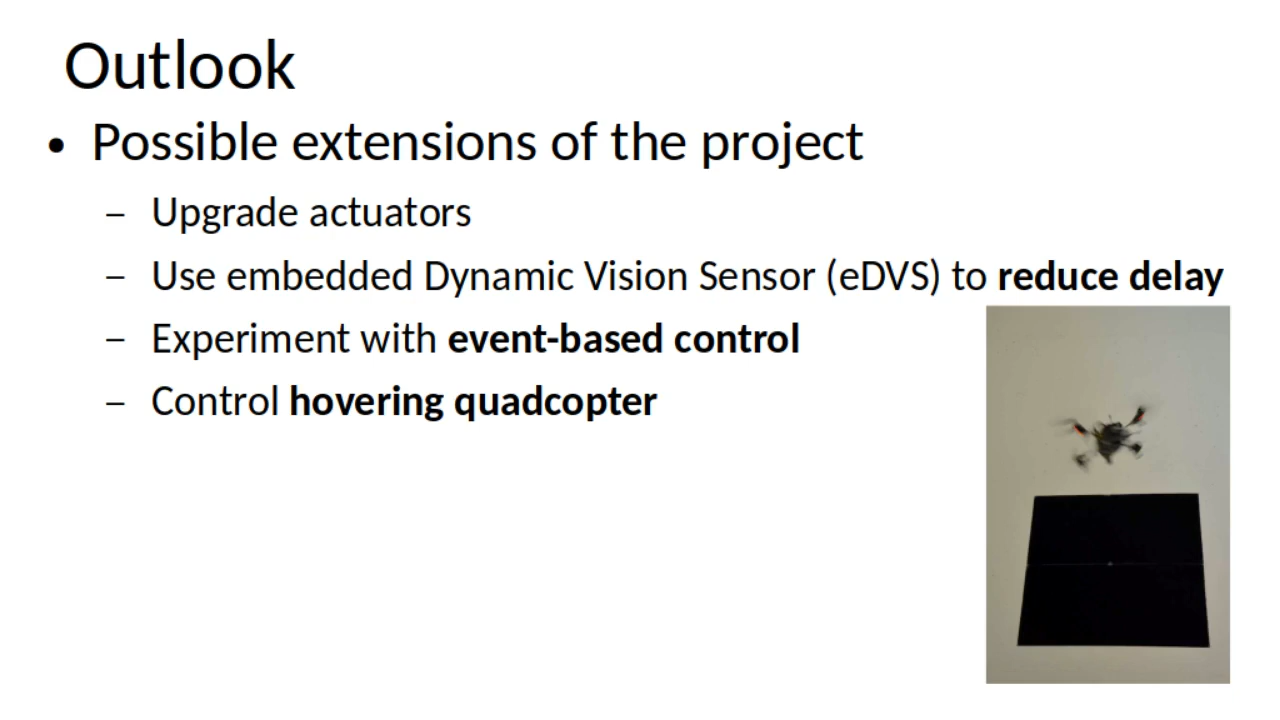 Outlook
• Possible extensions of the project
– Upgrade actuators
– Use embedded Dynamic Vision Sensor (eDVS) to reduce delay
– Experiment with event-based control
– Control hovering quadcopter